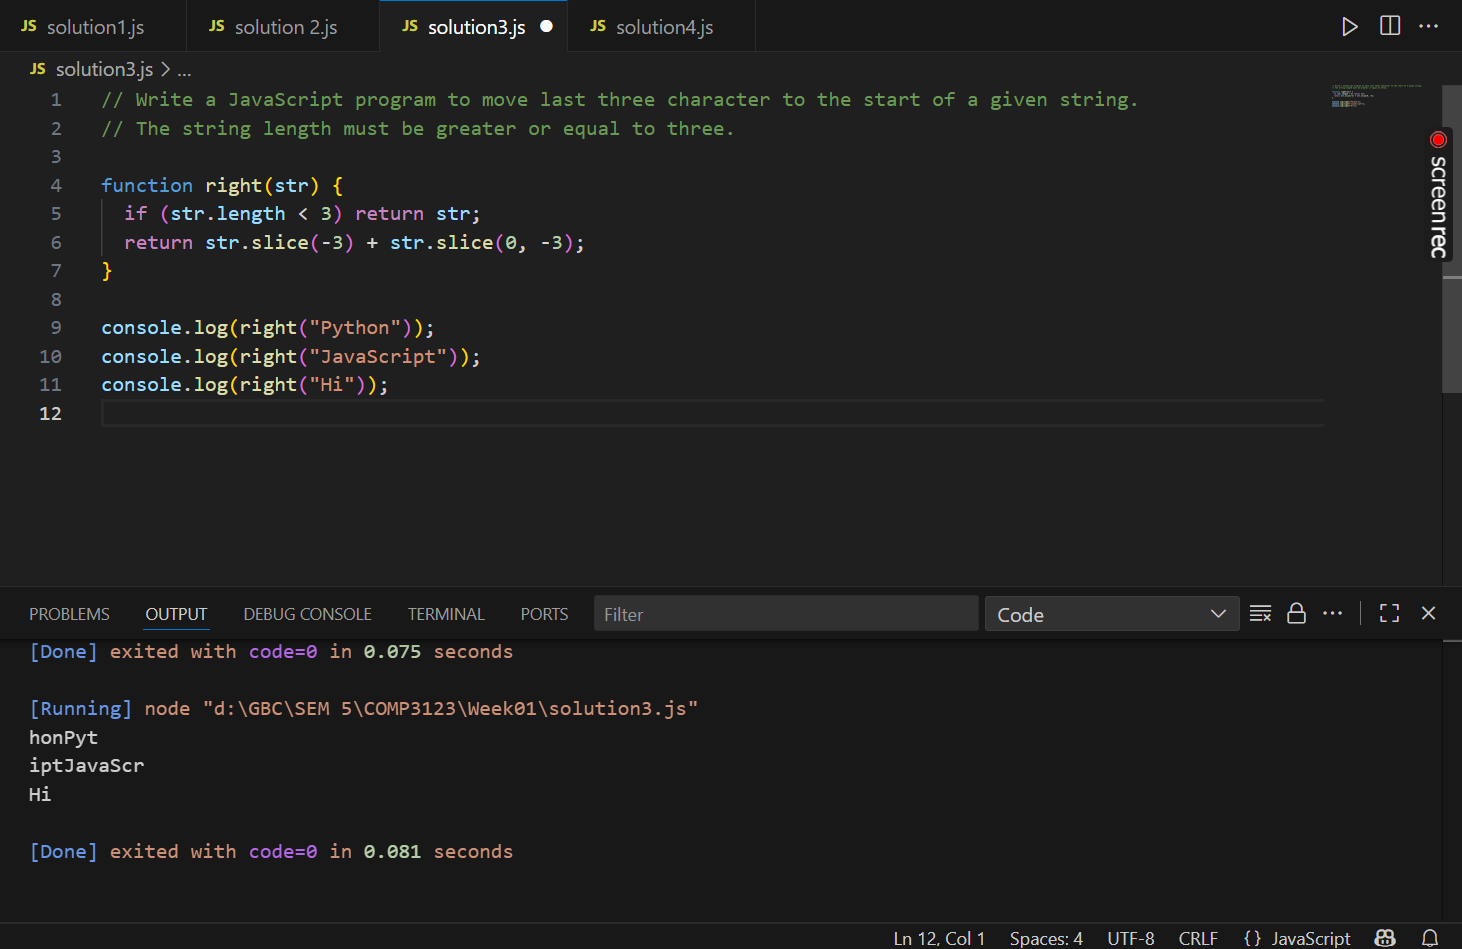 JS solution1.js JS solution 2.js JS solution3.js JS solution4.js
JS solution3.js > ...
1 // Write a JavaScript program to move last three character to the start of a given string.
2 // The string length must be greater or equal to three.
3
4 function right(str) {
5   if (str.length < 3) return str;
6   return str.slice(-3) + str.slice(0, -3);
7 }
8
9 console.log(right("Python"));
10 console.log(right("JavaScript"));
11 console.log(right("Hi"));
12
screenrec
PROBLEMS OUTPUT DEBUG CONSOLE TERMINAL PORTS Filter Code
[Done] exited with code=0 in 0.075 seconds
[Running] node "d:\GBC\SEM 5\COMP3123\Week01\solution3.js"
honPyt
iptJavaScr
Hi
[Done] exited with code=0 in 0.081 seconds
Ln 12, Col 1 Spaces: 4 UTF-8 CRLF {} JavaScript